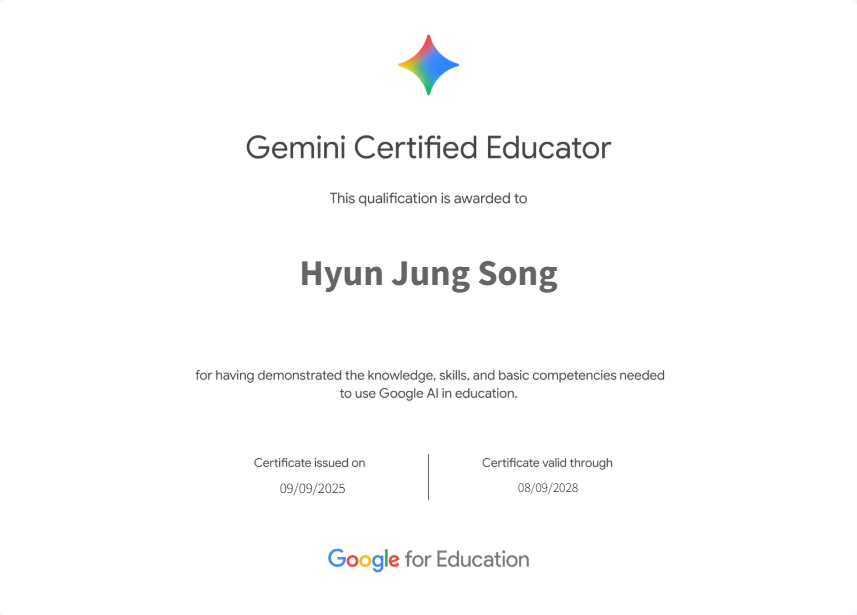 Gemini Certified Educator
This qualification is awarded to
Hyun Jung Song
for having demonstrated the knowledge, skills, and basic competencies needed
to use Google AI in education.
Certificate issued on
09/09/2025
Certificate valid through
08/09/2028
Google for Education